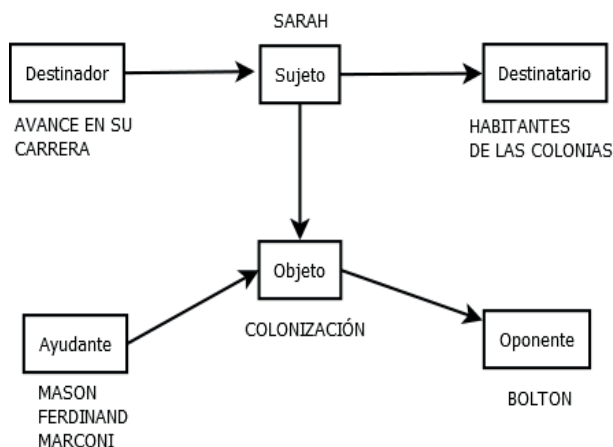 SARAH
Destinador
Sujeto
Destinatario
AVANCE EN SU
CARRERA
HABITANTES
DE LAS COLONIAS
Objeto
COLONIZACIÓN
Ayudante
Oponente
MASON
FERDINAND
MARCONI
BOLTON